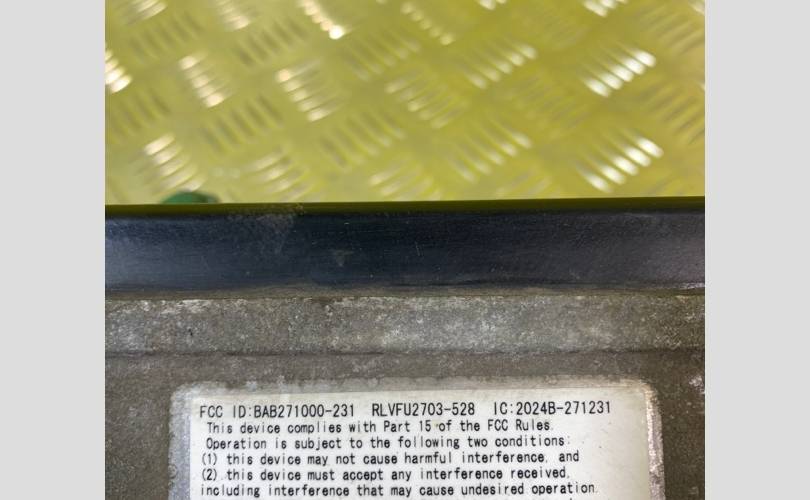 FCC ID:BAB271000-231 RLVFU2703-528 IC:2024B-271231
This device complies with Part 15 of the FCC Rules.
Operation is subject to the following two conditions:
(1) this device may not cause harmful interference, and
(2) this device must accept any interference received,
including interference that may cause undesired operation.